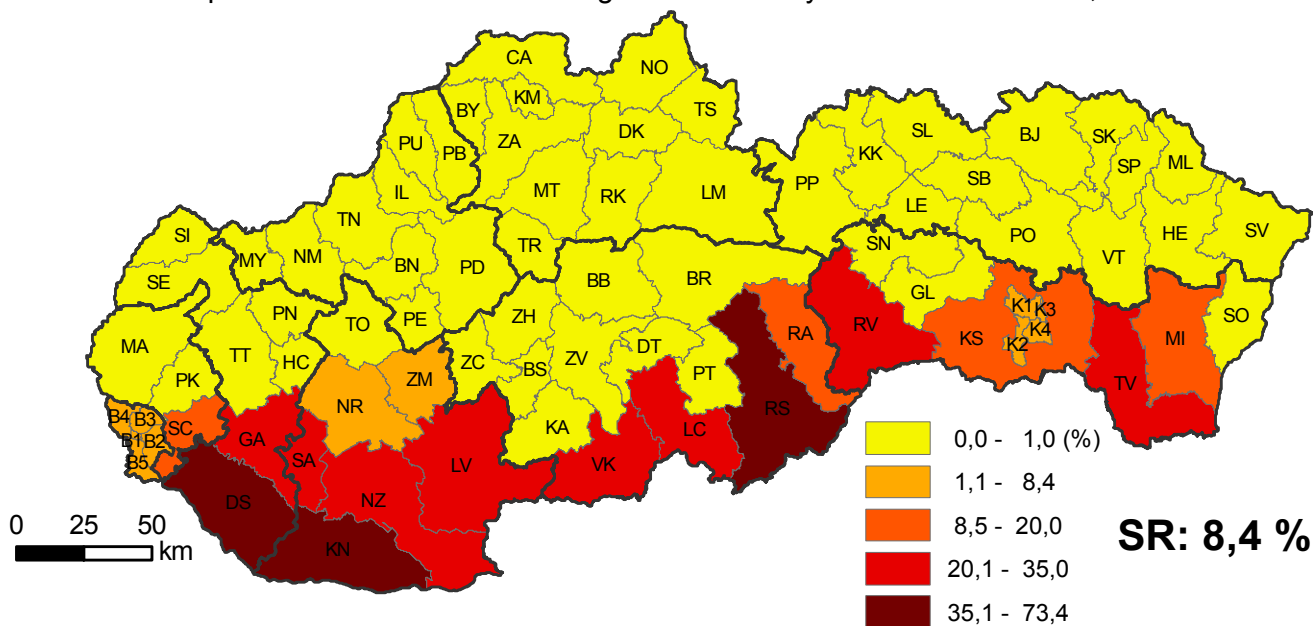 CA
NO
BY
KM
TS
PU
PB
ZA
DK
SL
BJ
SK
KK
SP
ML
IL
MT
RK
LM
PP
SB
LE
TN
SI
MY
NM
BN
PD
TR
SN
PO
VT
HE
SV
SE
BB
BR
GL
PN
TO
PE
ZH
MA
TT
HC
ZC
BS
ZV
DT
PT
RA
RV
KS
K1
K3
K4
K2
MI
SO
PK
NR
ZM
TV
B4
B3
B1
B2
B5
SC
GA
SA
LV
KA
VK
LC
RS
DS
NZ
KN
0 25 50
km
0,0 - 1,0 (%)
1,1 - 8,4
8,5 - 20,0
20,1 - 35,0
35,1 - 73,4
SR: 8,4 %